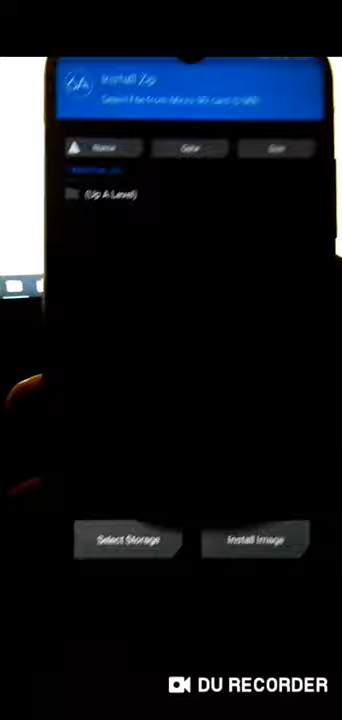 Install Zip
Name
Date
Size
(Up A Level)
Select Storage
Install Image
DU RECORDER